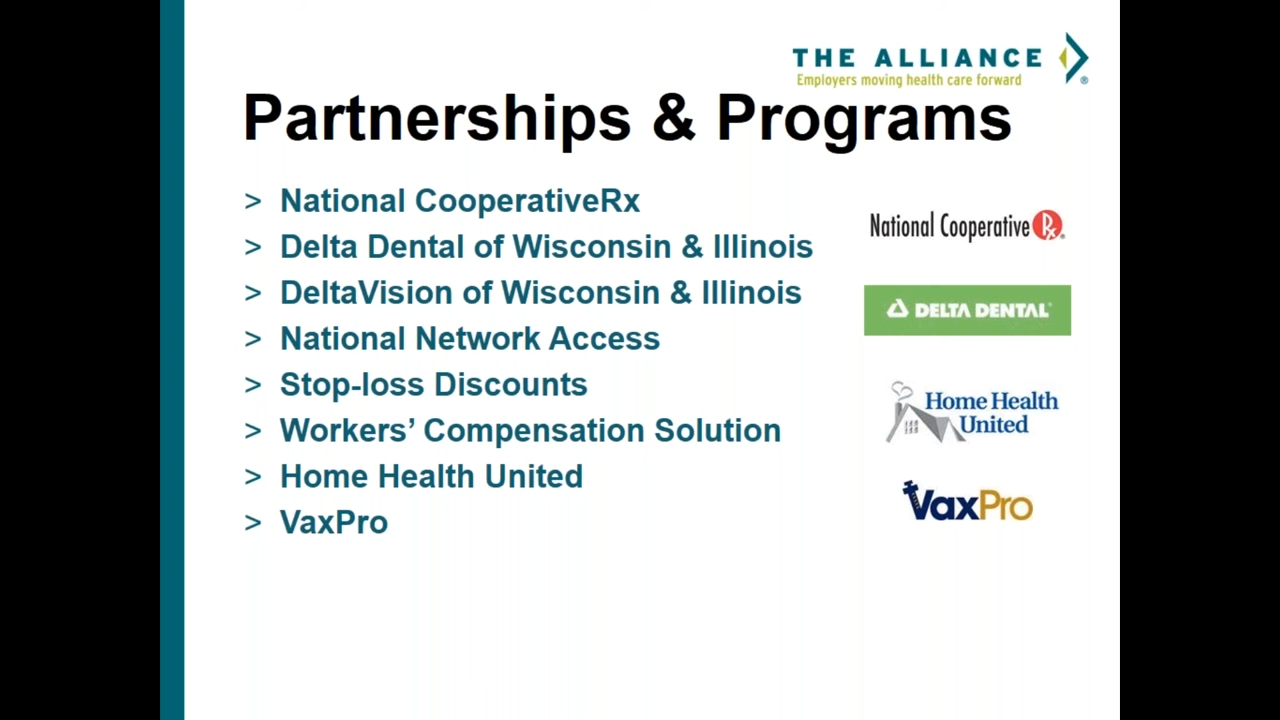 THE ALLIANCE
Employers moving health care forward
®
Partnerships & Programs
> National CooperativeRx
> Delta Dental of Wisconsin & Illinois
> DeltaVision of Wisconsin & Illinois
> National Network Access
> Stop-loss Discounts
> Workers’ Compensation Solution
> Home Health United
> VaxPro
National Cooperative Rx®
DELTA DENTAL®
Home Health
United
VaxPro